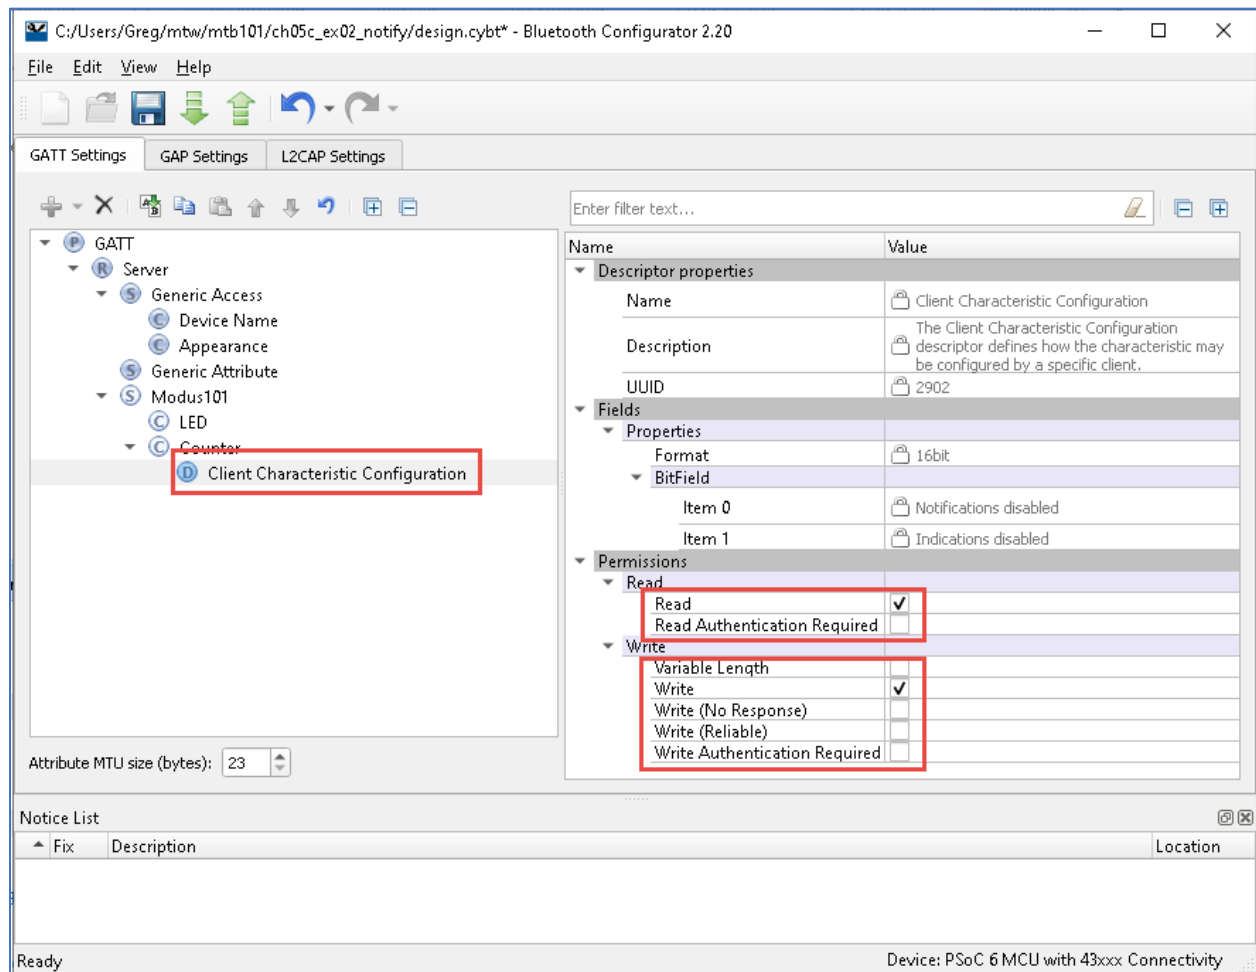 C:/Users/Greg/mtw/mtb101/ch05c_ex02_notify/design.cybt* - Bluetooth Configurator 2.20
File Edit View Help
GATT Settings GAP Settings L2CAP Settings
Enter filter text...
GATT
Server
Generic Access
Device Name
Appearance
Generic Attribute
Modus101
LED
Counter
Client Characteristic Configuration
Attribute MTU size (bytes): 23
Name Value
Descriptor properties
Name Client Characteristic Configuration
Description The Client Characteristic Configuration
descriptor defines how the characteristic may
be configured by a specific client.
UUID 2902
Fields
Properties
Format 16bit
BitField
Item 0 Notifications disabled
Item 1 Indications disabled
Permissions
Read
Read
Read Authentication Required
Write
Variable Length
Write
Write (No Response)
Write (Reliable)
Write Authentication Required
Notice List
Fix Description Location
Ready Device: PSoC 6 MCU with 43xxx Connectivity